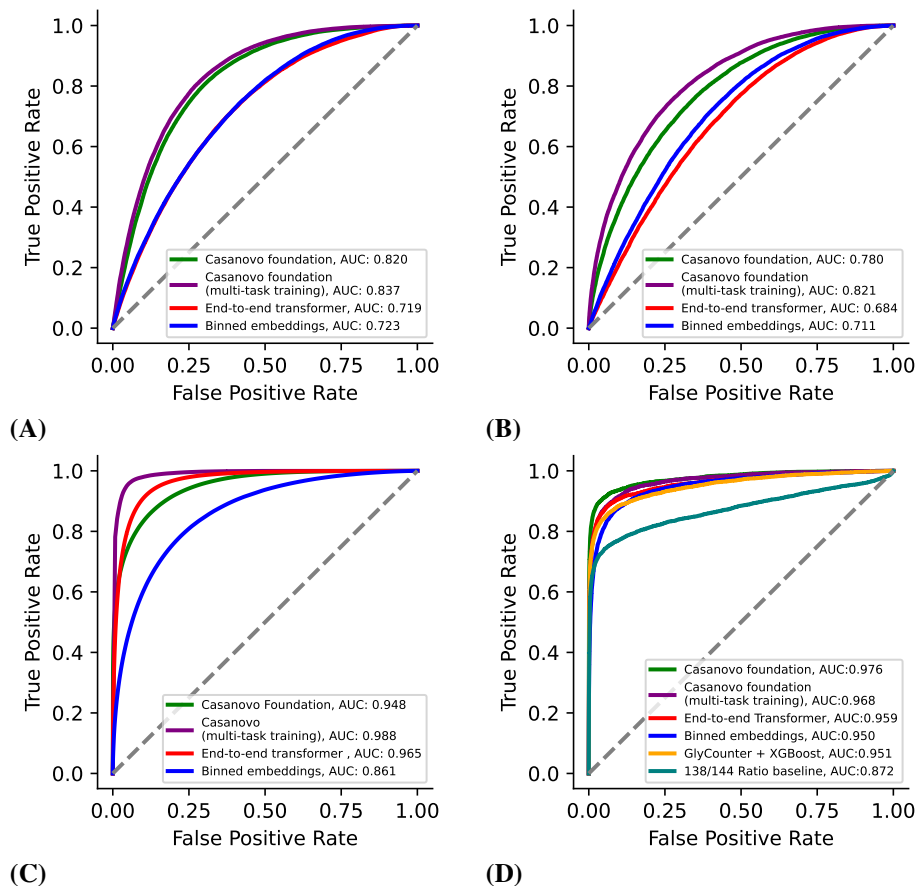 1.0
0.8
0.6
0.4
0.2
0.0
True Positive Rate
Casanovo foundation, AUC: 0.820
Casanovo foundation
(multi-task training), AUC: 0.837
End-to-end transformer, AUC: 0.719
Binned embeddings, AUC: 0.723
0.00 0.25 0.50 0.75 1.00
False Positive Rate
(A)
1.0
0.8
0.6
0.4
0.2
0.0
True Positive Rate
Casanovo foundation, AUC: 0.780
Casanovo foundation
(multi-task training), AUC: 0.821
End-to-end transformer, AUC: 0.684
Binned embeddings, AUC: 0.711
0.00 0.25 0.50 0.75 1.00
False Positive Rate
(B)
1.0
0.8
0.6
0.4
0.2
0.0
True Positive Rate
Casanovo Foundation, AUC: 0.948
Casanovo
(multi-task training), AUC: 0.988
End-to-end transformer , AUC: 0.965
Binned embeddings, AUC: 0.861
0.00 0.25 0.50 0.75 1.00
False Positive Rate
(C)
1.0
0.8
0.6
0.4
0.2
0.0
True Positive Rate
Casanovo foundation, AUC:0.976
Casanovo foundation
(multi-task training), AUC:0.968
End-to-end Transformer, AUC:0.959
Binned embeddings, AUC:0.950
GlyCounter + XGBoost, AUC:0.951
138/144 Ratio baseline, AUC:0.872
0.00 0.25 0.50 0.75 1.00
False Positive Rate
(D)